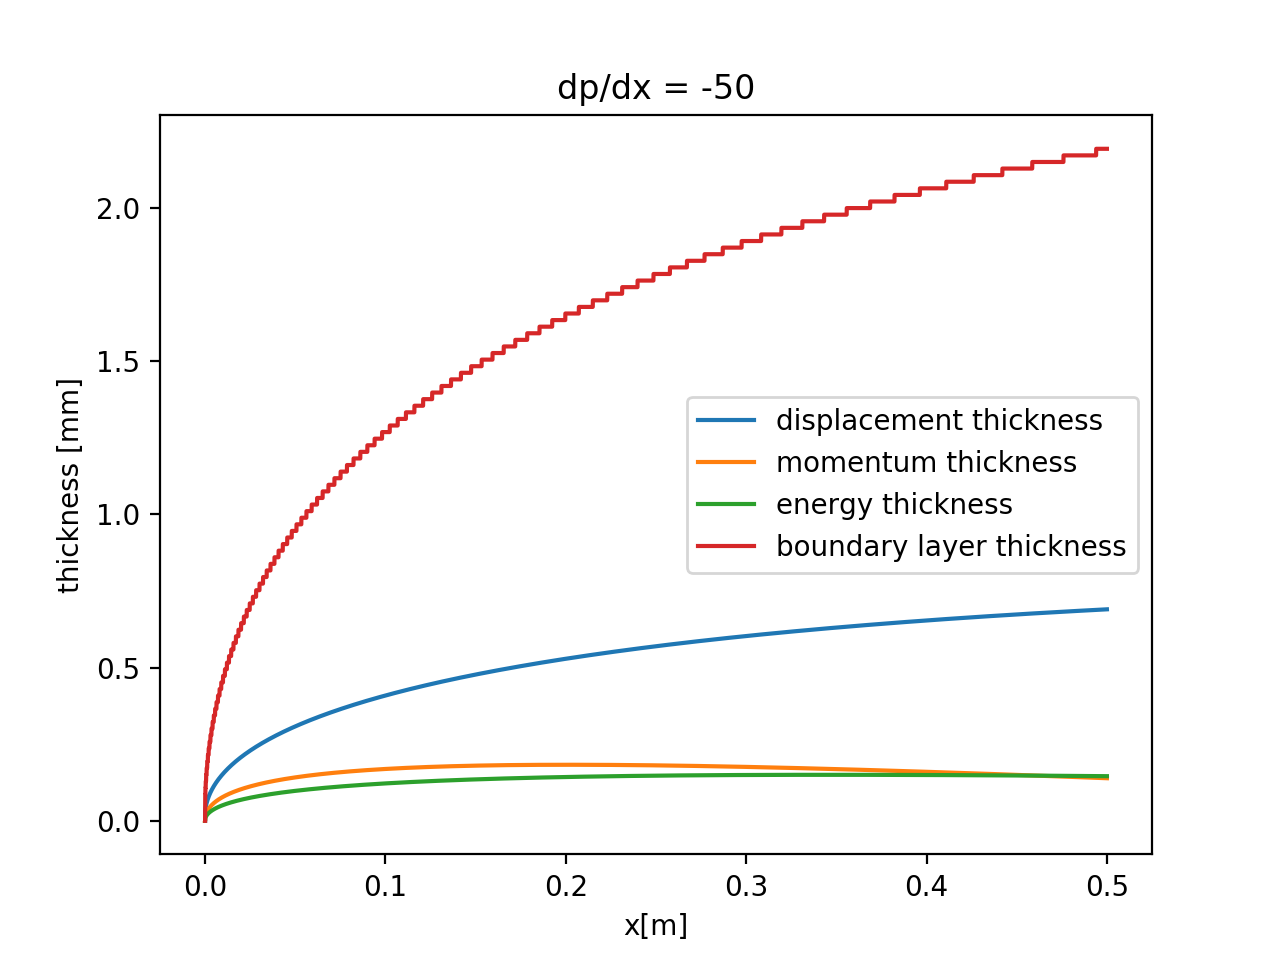 dp/dx = -50
thickness [mm]
2.0
1.5
1.0
0.5
0.0
displacement thickness
momentum thickness
energy thickness
boundary layer thickness
0.0 0.1 0.2 0.3 0.4 0.5
x[m]